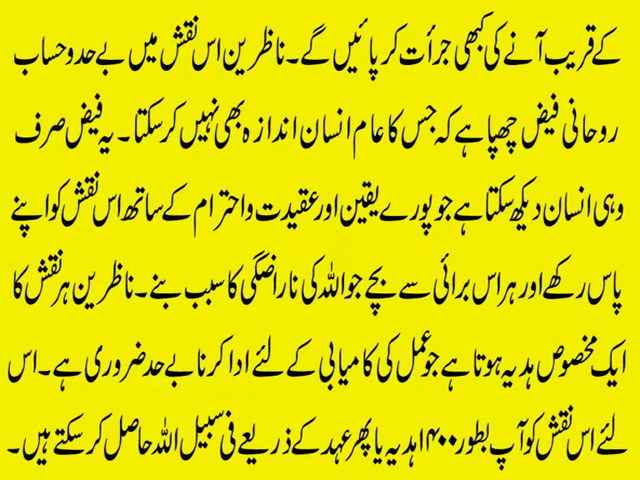 کے قریب آنے کی کبھی جرأت کر پائیں گے۔ ناظرین اس نقش میں بے حد و حساب
روحانی فیض چھپا ہے کہ جس کا عام انسان اندازہ بھی نہیں کر سکتا۔ یہ فیض صرف
وہی انسان دیکھ سکتا ہے جو پورے یقین اور عقیدت و احترام کے ساتھ اس نقش کو اپنے
پاس رکھے اور ہر اس برائی سے بچے جو اللہ کی ناراضگی کا سبب بنے۔ ناظرین ہر نقش کا
ایک مخصوص ہدیہ ہوتا ہے جو عمل کی کامیابی کے لئے ادا کرنا بے حد ضروری ہے۔ اس
لئے اس نقش کو آپ بطور ۱۴۰۰ ہدیہ یا پھر عہد کے ذریعے فی سبیل اللہ حاصل کر سکتے ہیں۔